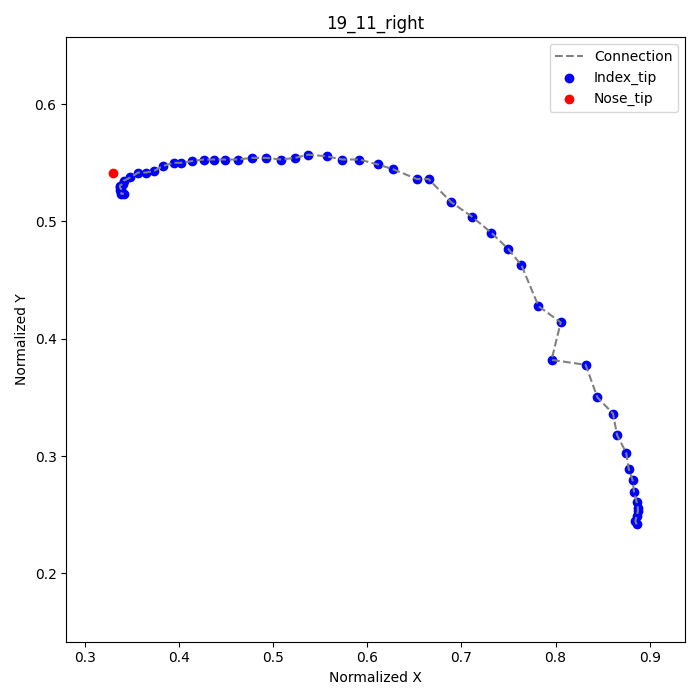 19_11_right
Connection
Index_tip
Nose_tip
0.6
0.5
0.4
0.3
0.2
Normalized Y
0.3 0.4 0.5 0.6 0.7 0.8 0.9
Normalized X